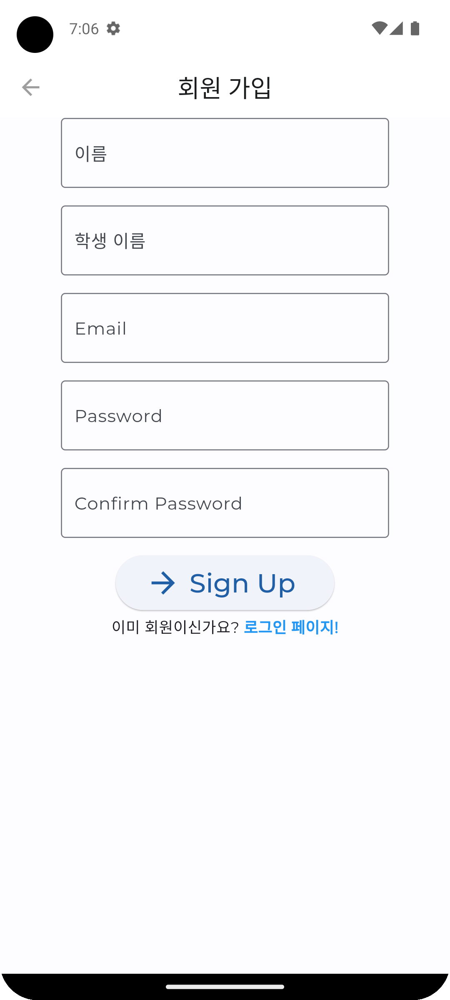 7:06
회원 가입
이름
학생 이름
Email
Password
Confirm Password
Sign Up
이미 회원이신가요? 로그인 페이지!